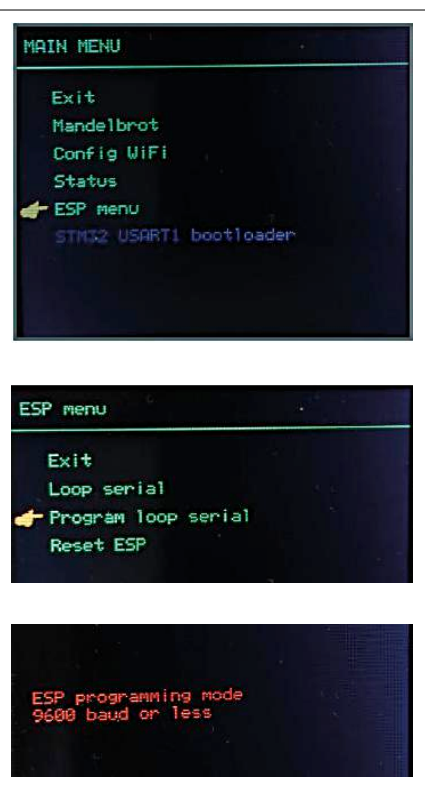 MAIN MENU
Exit
Mandelbrot
Config WiFi
Status
ESP menu
STM32 USART1 bootloader
ESP menu
Exit
Loop serial
Program loop serial
Reset ESP
ESP programming mode
9600 baud or less